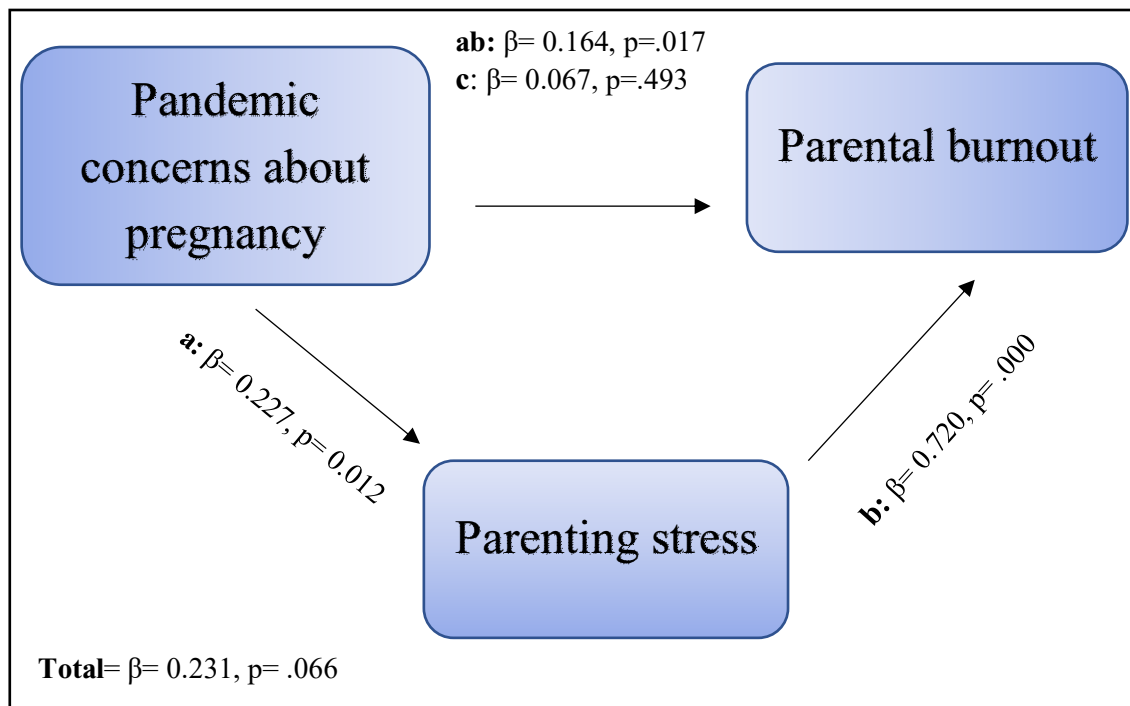 ab: β= 0.164, p=.017
c: β= 0.067, p=.493
Pandemic
concerns about
pregnancy
Parental burnout
a: β= 0.227, p= 0.012
b: β= 0.720, p= .000
Parenting stress
Total= β= 0.231, p= .066